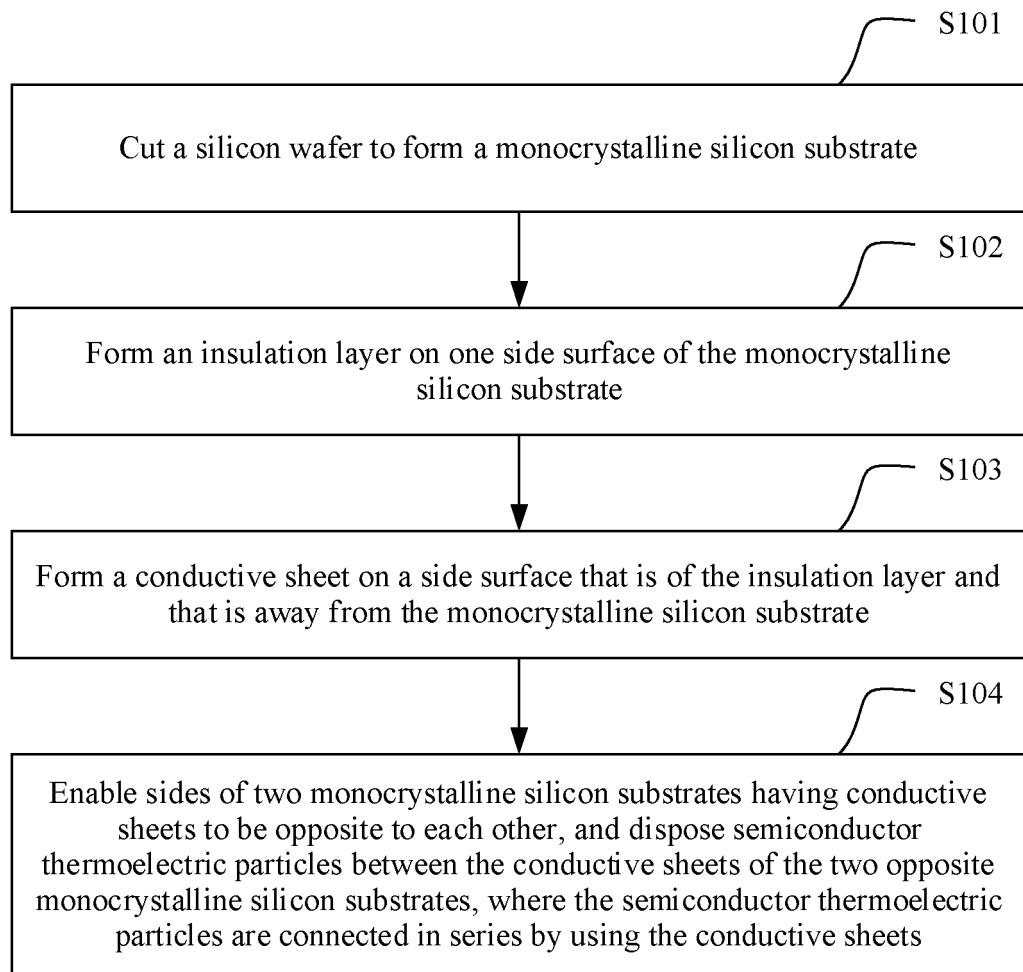 S101
Cut a silicon wafer to form a monocrystalline silicon substrate
S102
Form an insulation layer on one side surface of the monocrystalline
silicon substrate
S103
Form a conductive sheet on a side surface that is of the insulation layer and
that is away from the monocrystalline silicon substrate
S104
Enable sides of two monocrystalline silicon substrates having conductive
sheets to be opposite to each other, and dispose semiconductor
thermoelectric particles between the conductive sheets of the two opposite
monocrystalline silicon substrates, where the semiconductor thermoelectric
particles are connected in series by using the conductive sheets